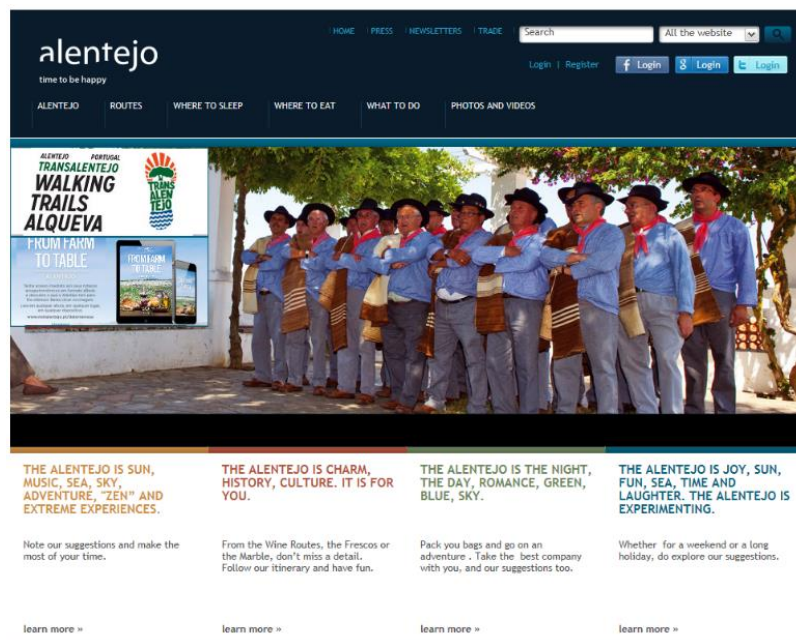 HOME
PRESS
NEWSLETTERS
TRADE
Search
All the website
alentejo
time to be happy
Login | Register
f Login
g Login
t Login
ALENTEJO
ROUTES
WHERE TO SLEEP
WHERE TO EAT
WHAT TO DO
PHOTOS AND VIDEOS
ALENTEJO PORTUGAL
TRANSALENTEJO
WALKING
TRAILS
ALQUEVA
TRANS
ALEN
TEJO
FROM FARM
TO TABLE
FROM FARM
TO TABLE
THE ALENTEJO IS SUN,
MUSIC, SEA, SKY,
ADVENTURE, "ZEN” AND
EXTREME EXPERIENCES.
Note our suggestions and make the
most of your time.
learn more »
THE ALENTEJO IS CHARM,
HISTORY, CULTURE. IT IS FOR
YOU.
From the Wine Routes, the Frescos or
the Marble, don’t miss a detail.
Follow our itinerary and have fun.
learn more »
THE ALENTEJO IS THE NIGHT,
THE DAY, ROMANCE, GREEN,
BLUE, SKY.
Pack you bags and go on an
adventure . Take the best company
with you, and our suggestions too.
learn more »
THE ALENTEJO IS JOY, SUN,
FUN, SEA, TIME AND
LAUGHTER. THE ALENTEJO IS
EXPERIMENTING.
Whether for a weekend or a long
holiday, do explore our suggestions.
learn more »